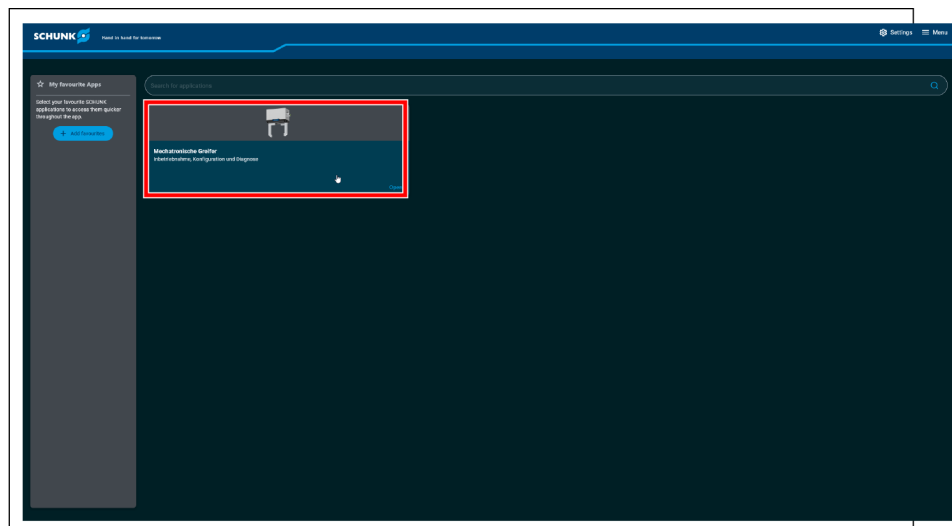 SCHUNK Hand in hand for tomorrow
Settings Menu
My favourite Apps
Select your favourite SCHUNK
applications to access them quicker
throughout the app.
+ Add favourites
Search for applications
Mechatronische Greifer
Inbetriebnahme, Konfiguration und Diagnose
Open